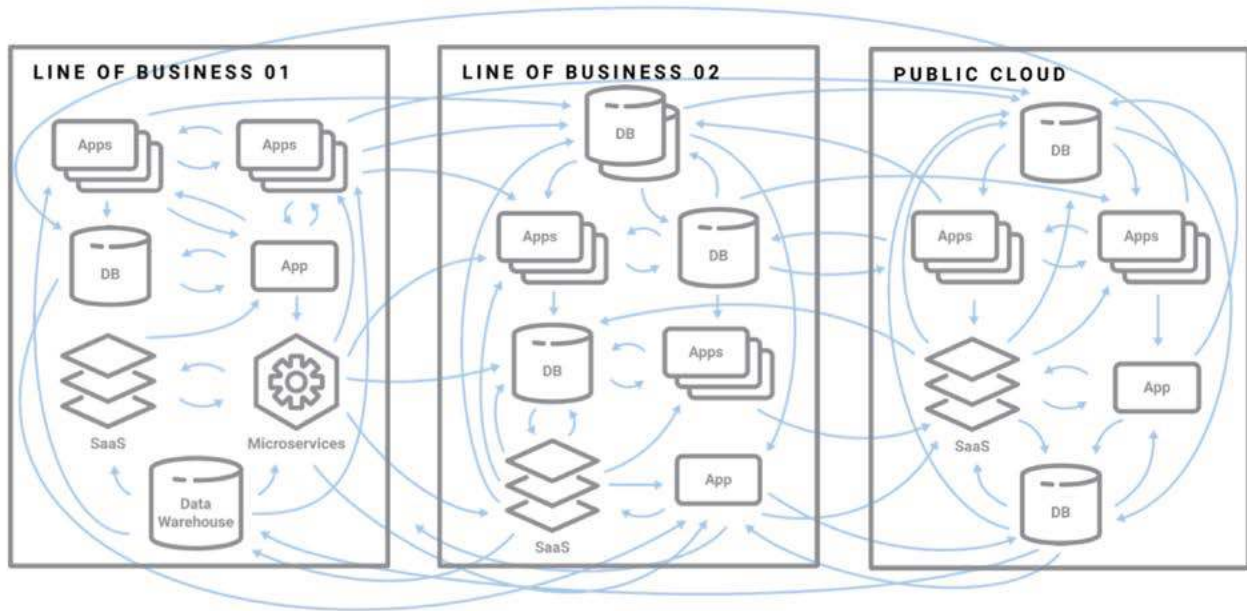 LINE OF BUSINESS 01
Apps
Apps
DB
App
SaaS
Microservices
Data
Warehouse
LINE OF BUSINESS 02
DB
Apps
DB
DB
Apps
SaaS
App
PUBLIC CLOUD
DB
Apps
Apps
SaaS
App
DB